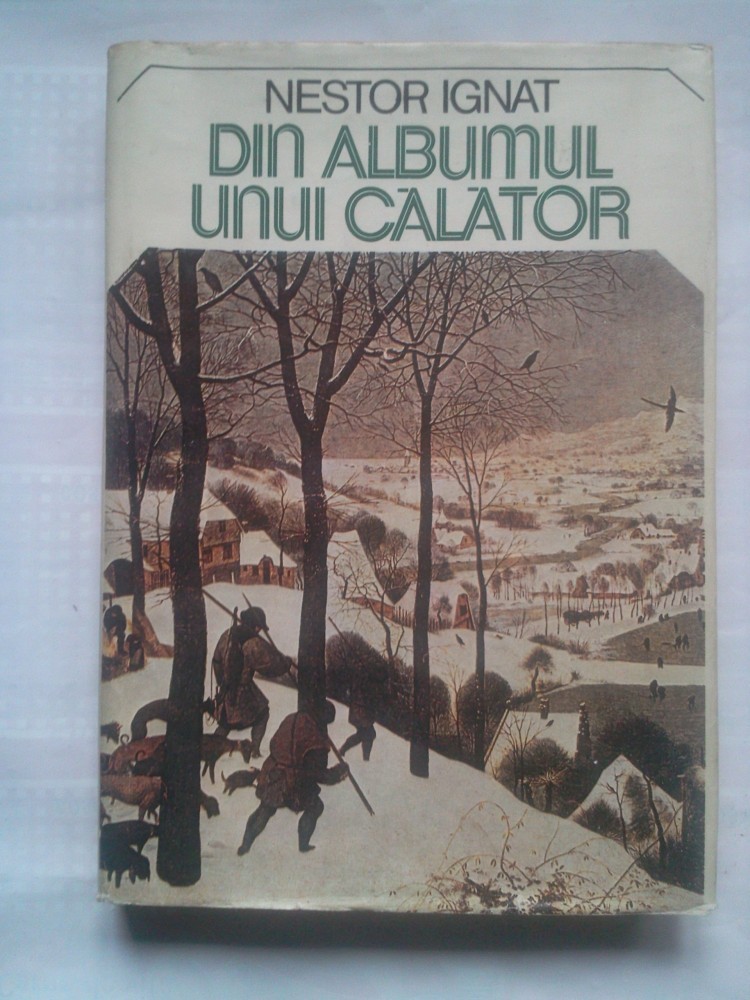 NESTOR IGNAT
DIN ALBUMUL
UNUI CĂLĂTOR